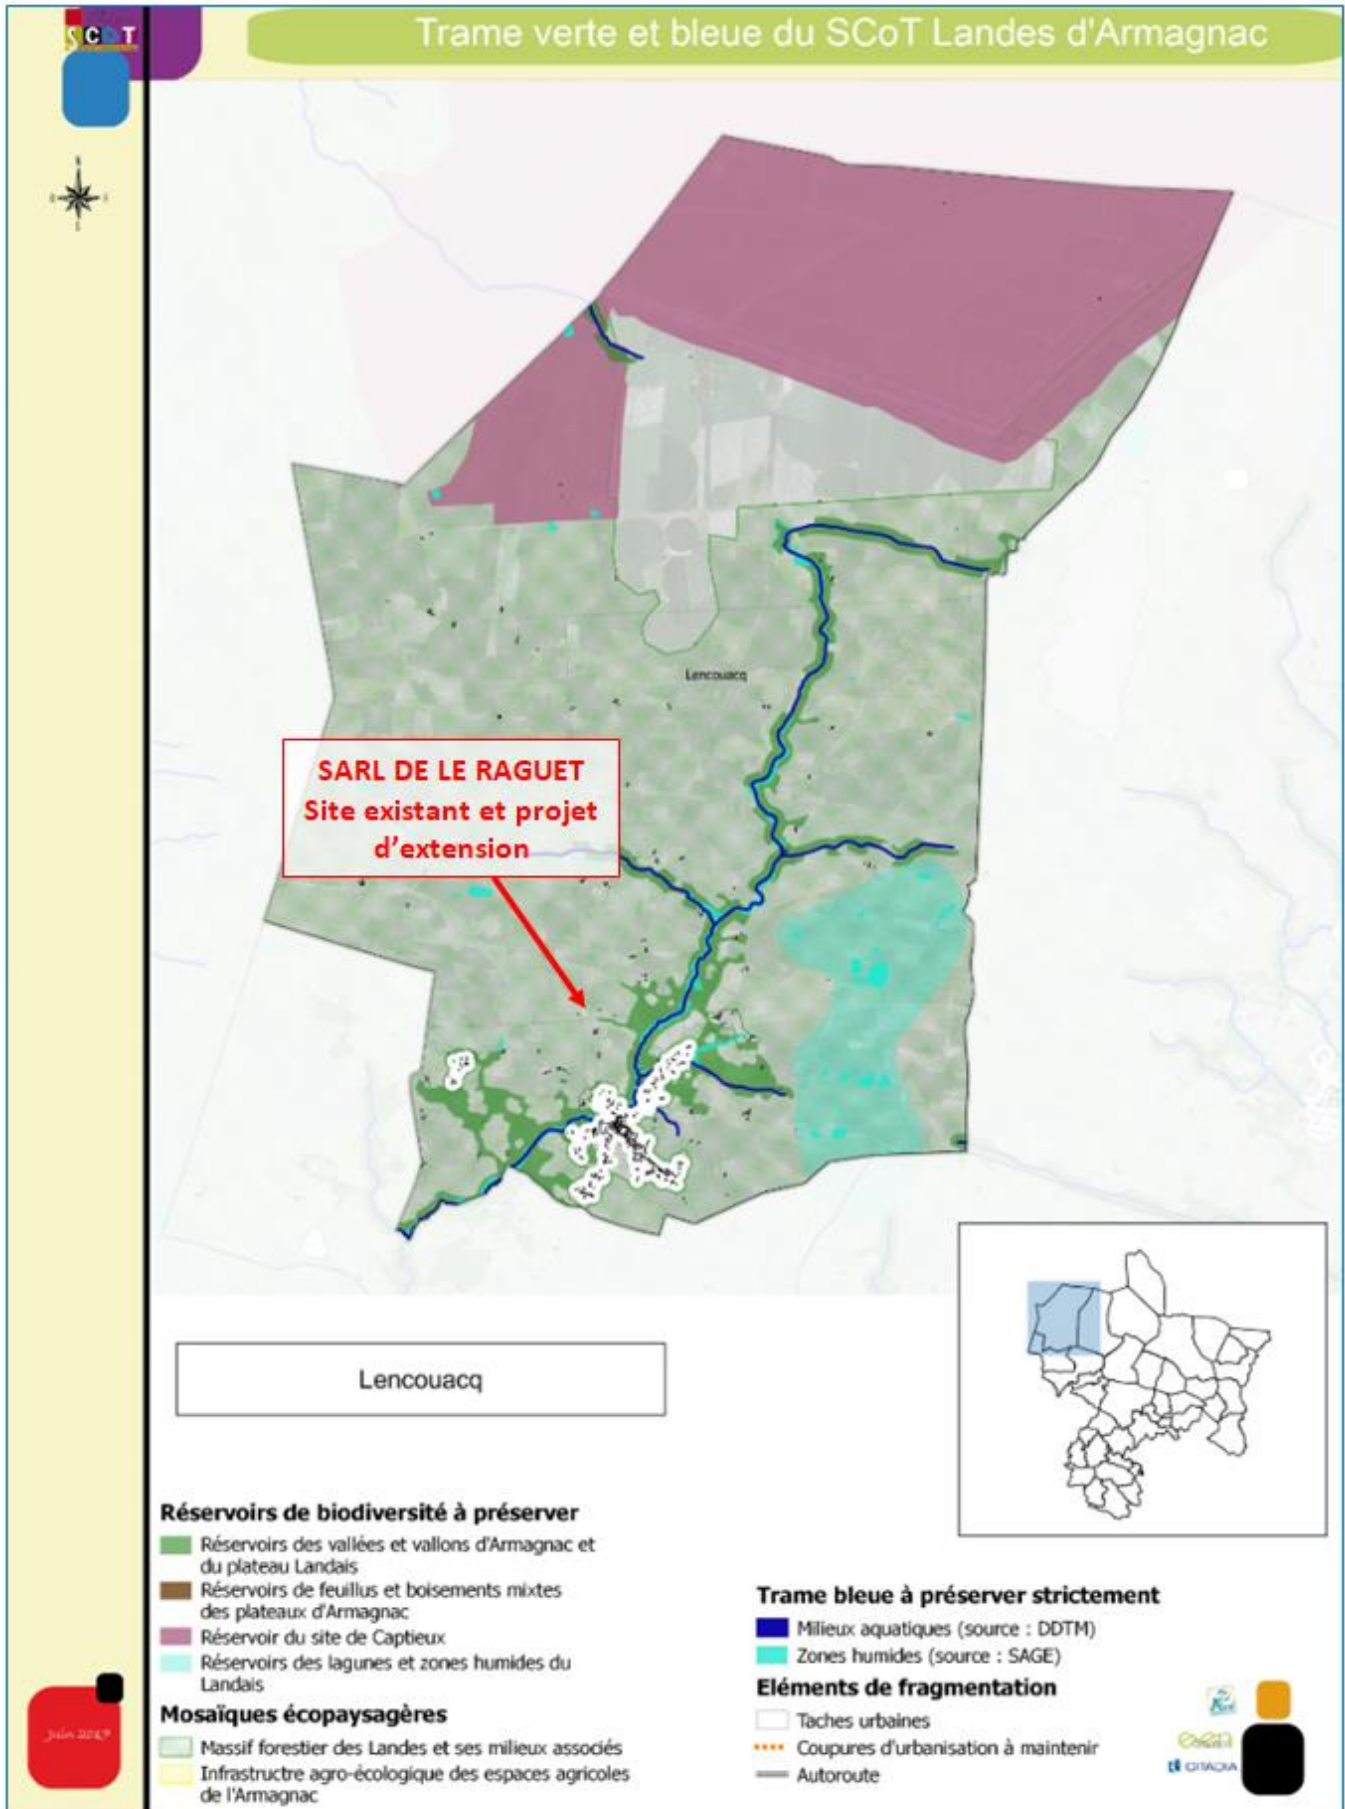 SCOT
Trame verte et bleue du SCoT Landes d'Armagnac
Lencouacq
SARL DE LE RAGUET
Site existant et projet
d'extension
Lencouacq
Réservoirs de biodiversité à préserver
Réservoirs des vallées et vallons d'Armagnac et
du plateau Landais
Réservoirs de feuillus et boisements mixtes
des plateaux d'Armagnac
Réservoir du site de Captieux
Réservoirs des lagunes et zones humides du
Landais
Mosaïques écopaysagères
Massif forestier des Landes et ses milieux associés
Infrastructre agro-écologique des espaces agricoles
de l'Armagnac
Trame bleue à préserver strictement
Milieux aquatiques (source : DDTM)
Zones humides (source : SAGE)
Eléments de fragmentation
Taches urbaines
Coupures d'urbanisation à maintenir
Autoroute
Juin
CITADIA